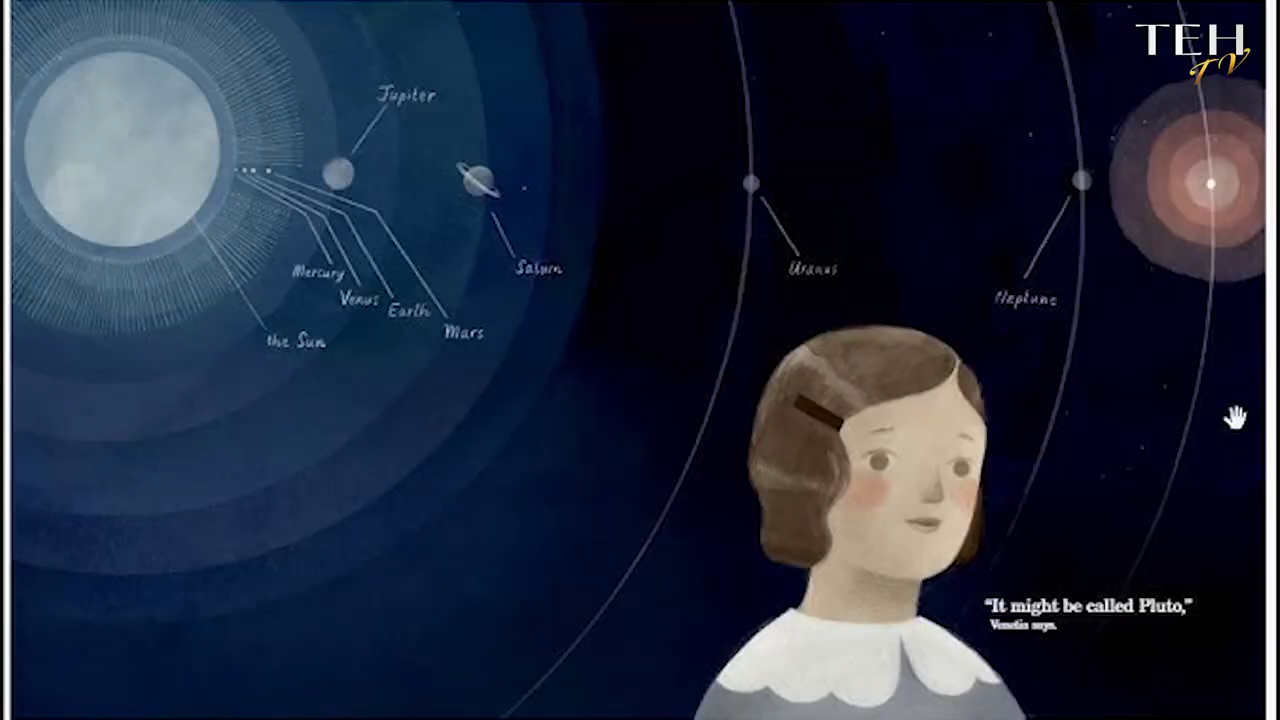 TEH
TV
Jupiter
Mercury
Venus
Earth
Mars
the Sun
Saturn
Uranus
Neptune
“It might be called Pluto,”
Venetia says.